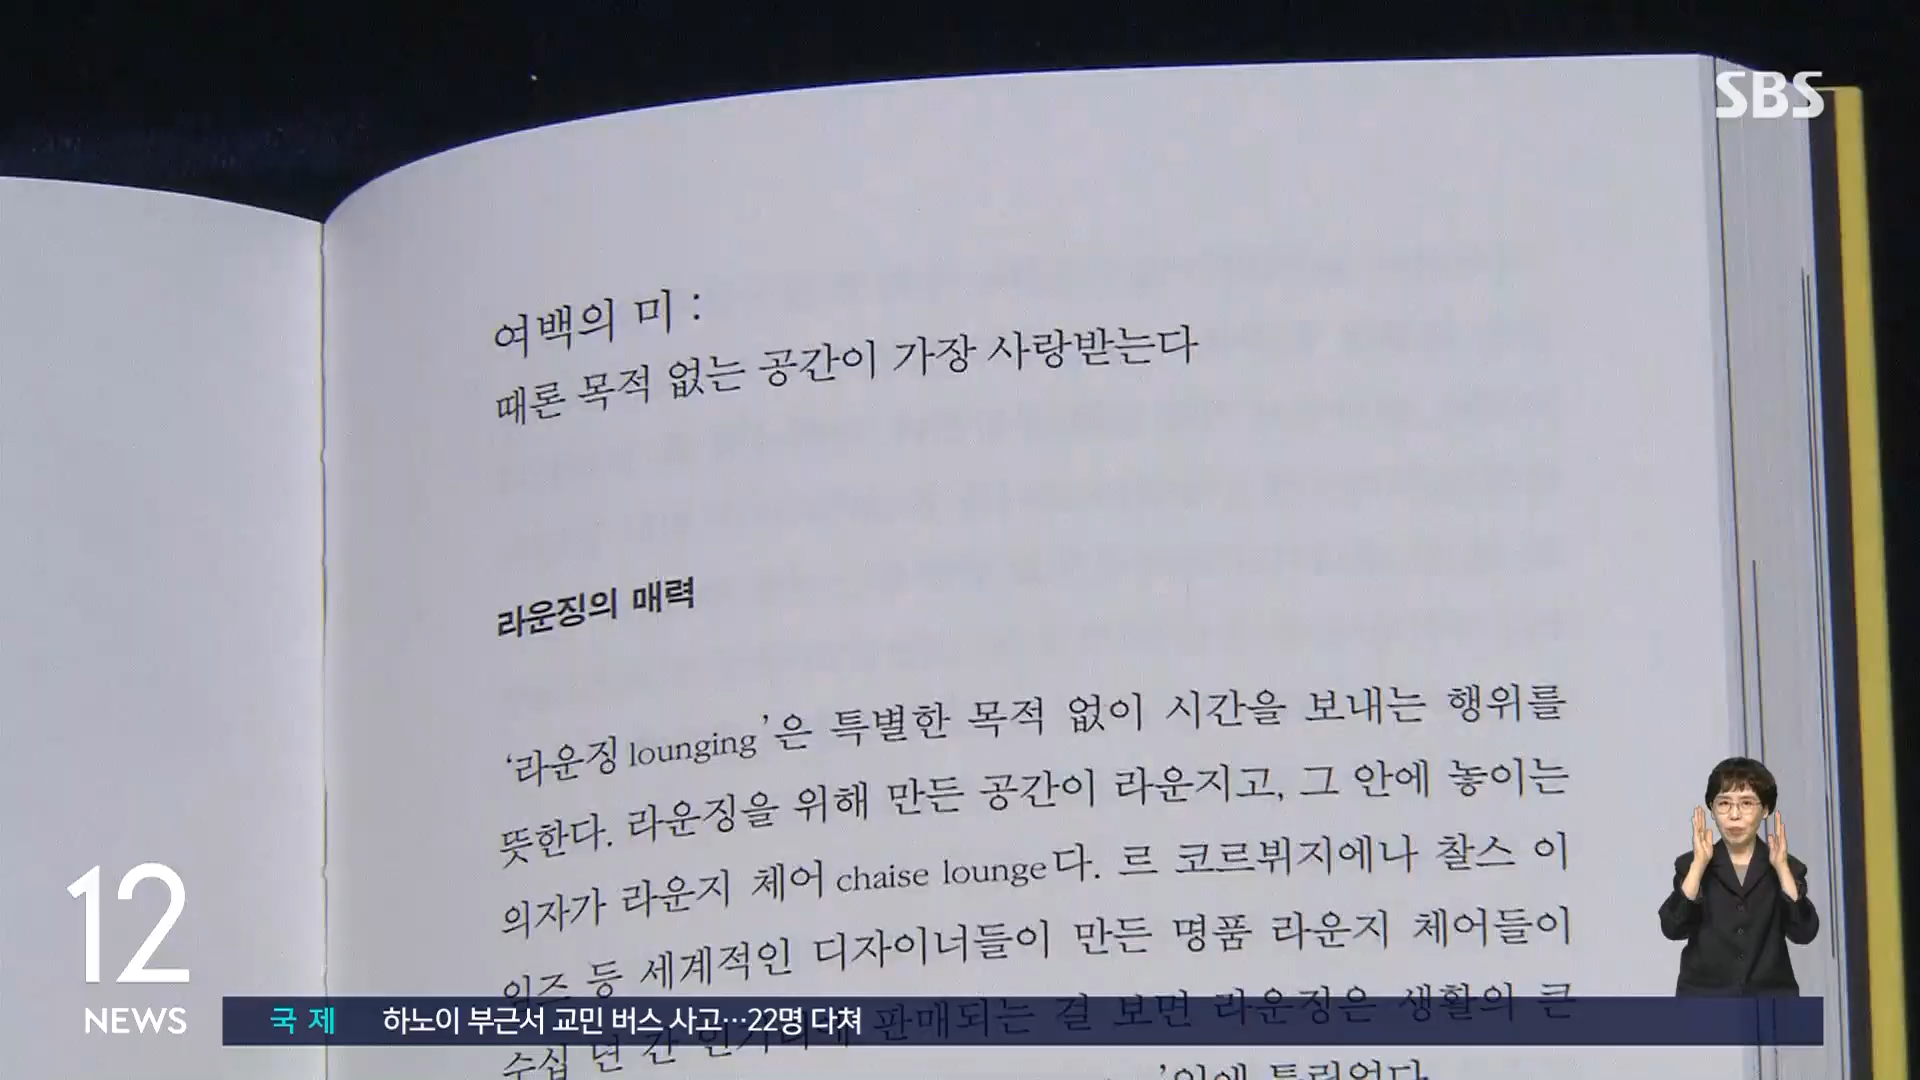 SBS
여백의 미 :
때론 목적 없는 공간이 가장 사랑받는다
라운징의 매력
‘라운징 lounging’은 특별한 목적 없이 시간을 보내는 행위를
뜻한다. 라운징을 위해 만든 공간이 라운지고, 그 안에 놓이는
의자가 라운지 체어 chaise lounge다. 르 코르뷔지에나 찰스 이
임즈 등 세계적인 디자이너들이 만든 명품 라운지 체어들이
수십 년 간 판매되는 걸 보면 라운징은 생활의 큰
12
NEWS
국제
하노이 부근서 교민 버스 사고…22명 다쳐